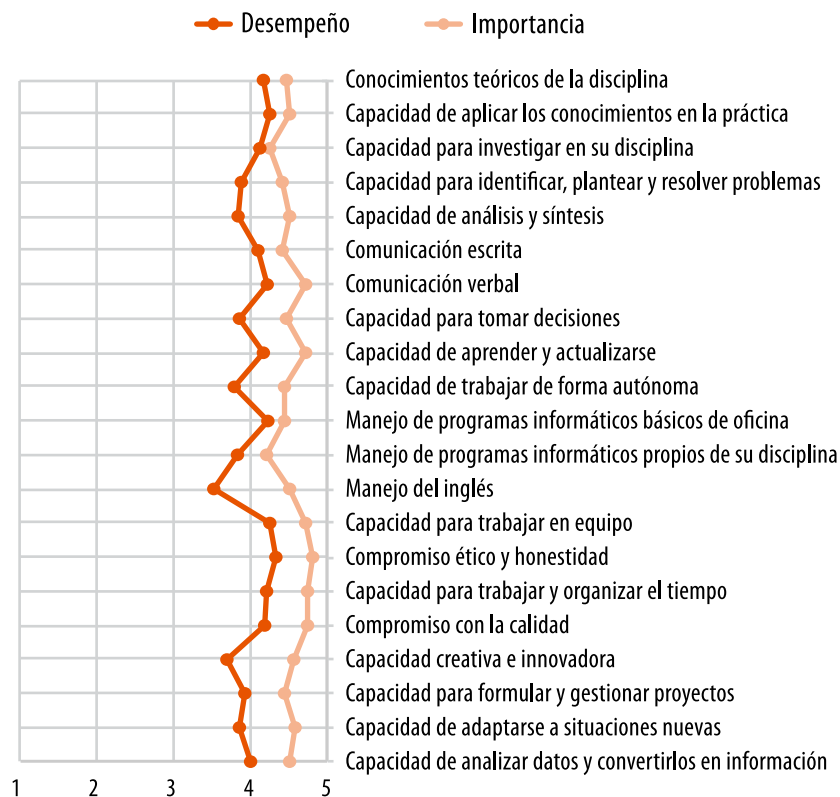 Desempeño Importancia
Conocimientos teóricos de la disciplina
Capacidad de aplicar los conocimientos en la práctica
Capacidad para investigar en su disciplina
Capacidad para identificar, plantear y resolver problemas
Capacidad de análisis y síntesis
Comunicación escrita
Comunicación verbal
Capacidad para tomar decisiones
Capacidad de aprender y actualizarse
Capacidad de trabajar de forma autónoma
Manejo de programas informáticos básicos de oficina
Manejo de programas informáticos propios de su disciplina
Manejo del inglés
Capacidad para trabajar en equipo
Compromiso ético y honestidad
Capacidad para trabajar y organizar el tiempo
Compromiso con la calidad
Capacidad creativa e innovadora
Capacidad para formular y gestionar proyectos
Capacidad de adaptarse a situaciones nuevas
Capacidad de analizar datos y convertirlos en información
1 2 3 4 5